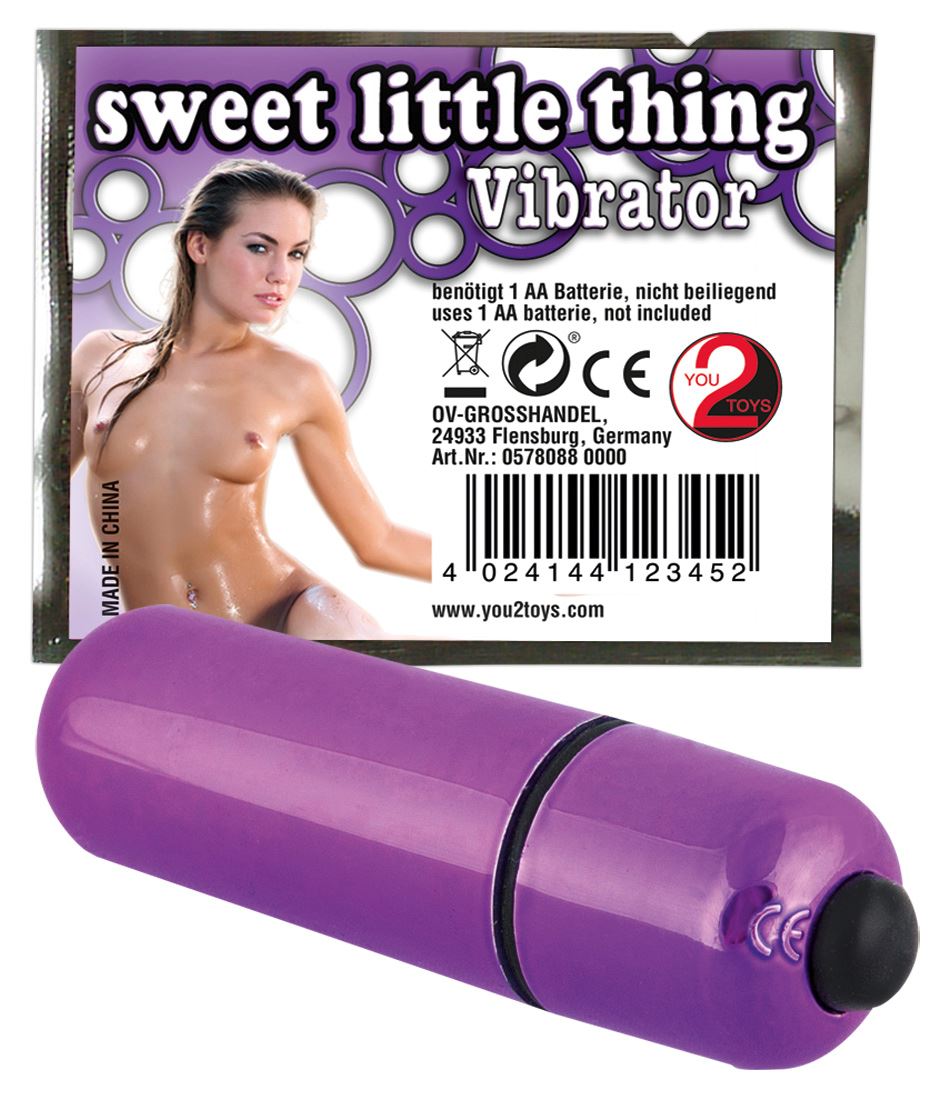 sweet little thing
Vibrator
benötigt 1 AA Batterie, nicht beiliegend
uses 1 AA batterie, not included
®
CE
YOU
2
TOYS
OV-GROSSHANDEL,
24933 Flensburg, Germany
Art.Nr.: 0578088 0000
MADE IN CHINA
4 024144 123452
www.you2toys.com
CE